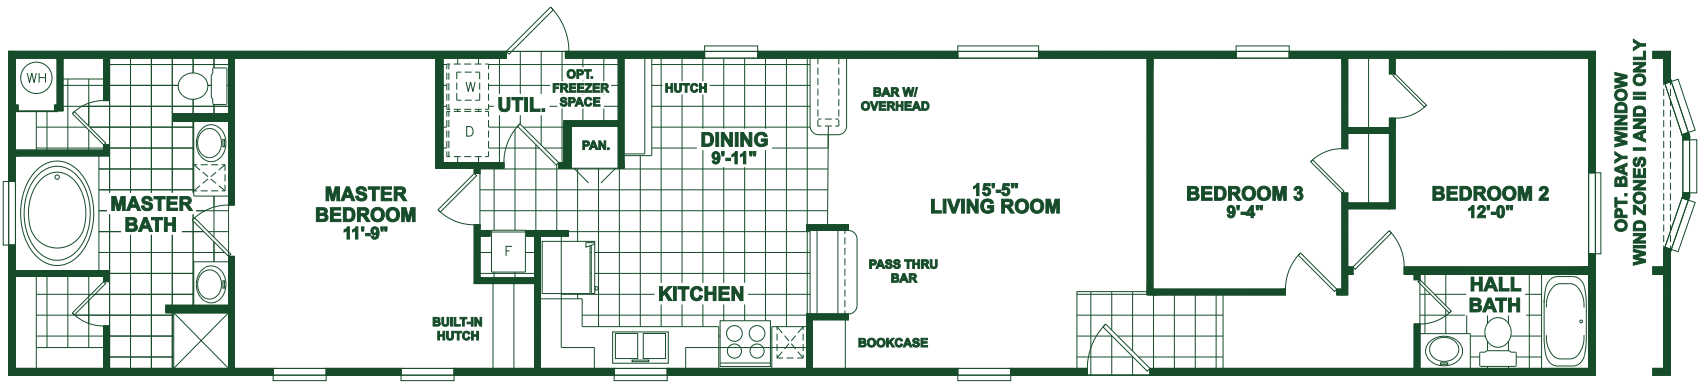 WH
MASTER
BATH
MASTER
BEDROOM
11'-9"
W
D
UTIL.
OPT.
FREEZER
SPACE
PAN.
F
BUILT-IN
HUTCH
HUTCH
DINING
9'-11"
KITCHEN
BAR W/
OVERHEAD
PASS THRU
BAR
BOOKCASE
15'-5"
LIVING ROOM
BEDROOM 3
9'-4"
BEDROOM 2
12'-0"
HALL
BATH
OPT. BAY WINDOW
WIND ZONES I AND II ONLY